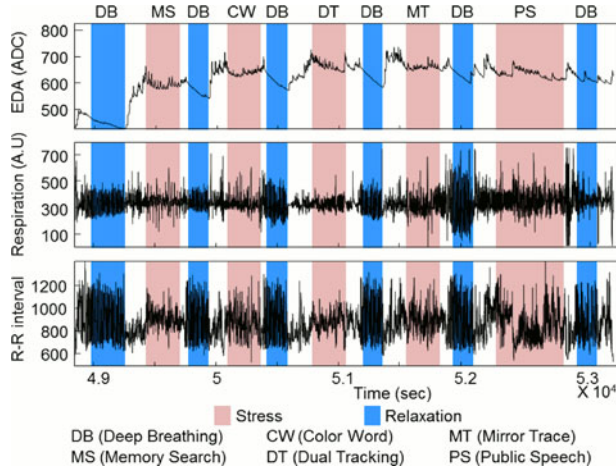 DB MS DB CW DB DT DB MT DB PS DB
EDA (ADC)
800
700
600
500
Respiration (A.U)
700
500
300
100
R-R interval
1200
1000
800
600
4.9 5 5.1 5.2 5.3
Time (sec) X 10⁴
Stress Relaxation
DB (Deep Breathing) CW (Color Word) MT (Mirror Trace)
MS (Memory Search) DT (Dual Tracking) PS (Public Speech)